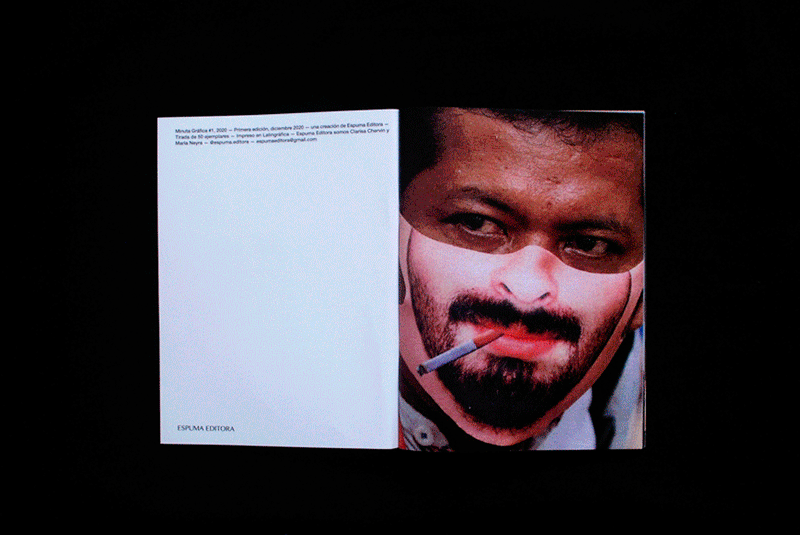 Minuta Gráfica #1, 2020 — Primera edición, diciembre 2020 — una creación de Espuma Editora —
Tirada de 50 ejemplares — Impreso en Latingráfica — Espuma Editora somos Clarisa Chervin y
María Neyra — @espuma.editora — espumaeditora@gmail.com
ESPUMA EDITORA